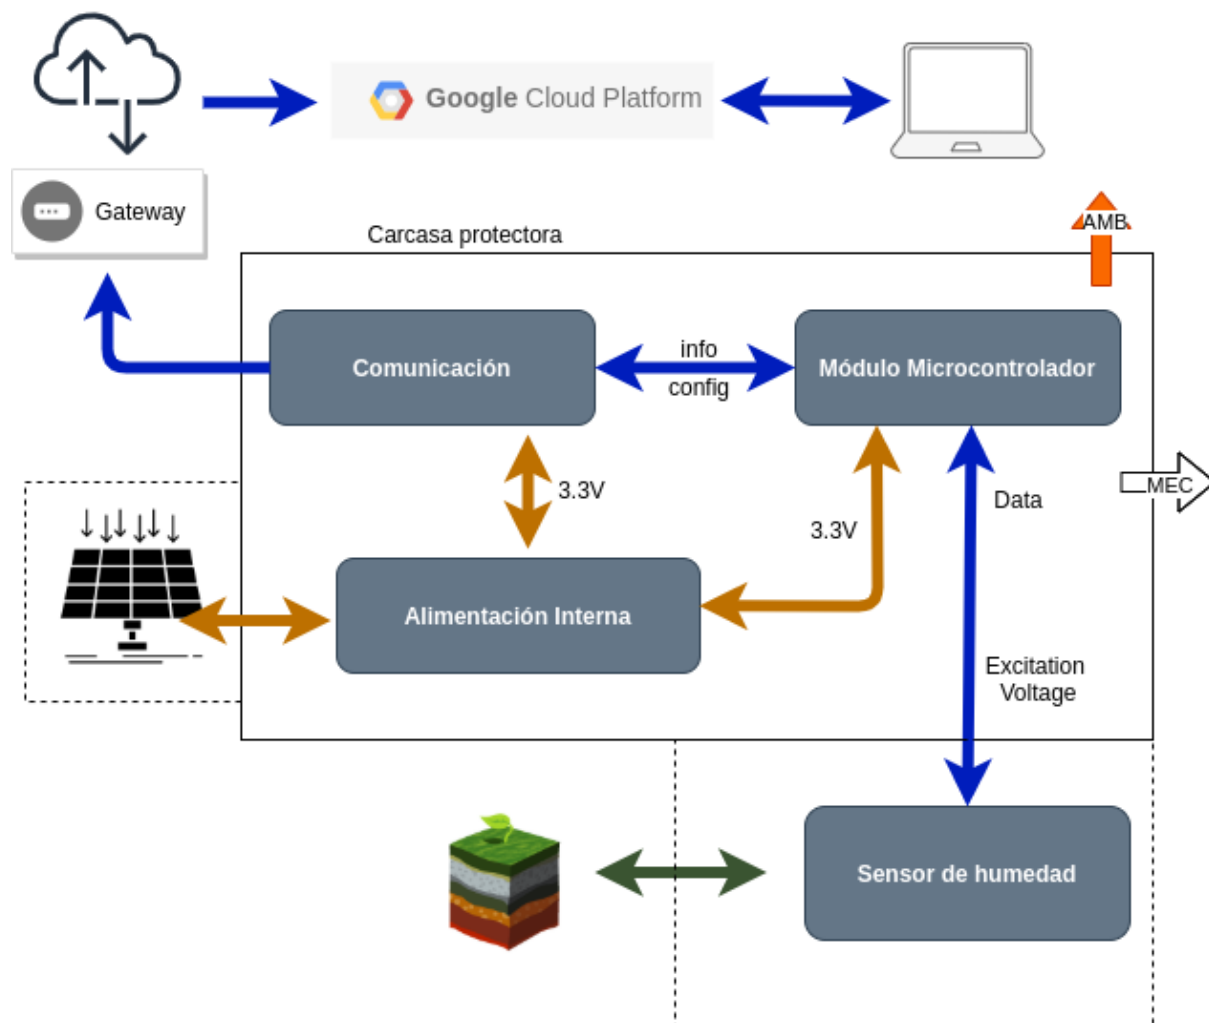 Google Cloud Platform
Gateway
AMB
Carcasa protectora
Comunicación
info
config
Módulo Microcontrolador
3.3V
MEC
Data
3.3V
Alimentación Interna
Excitation
Voltage
Sensor de humedad